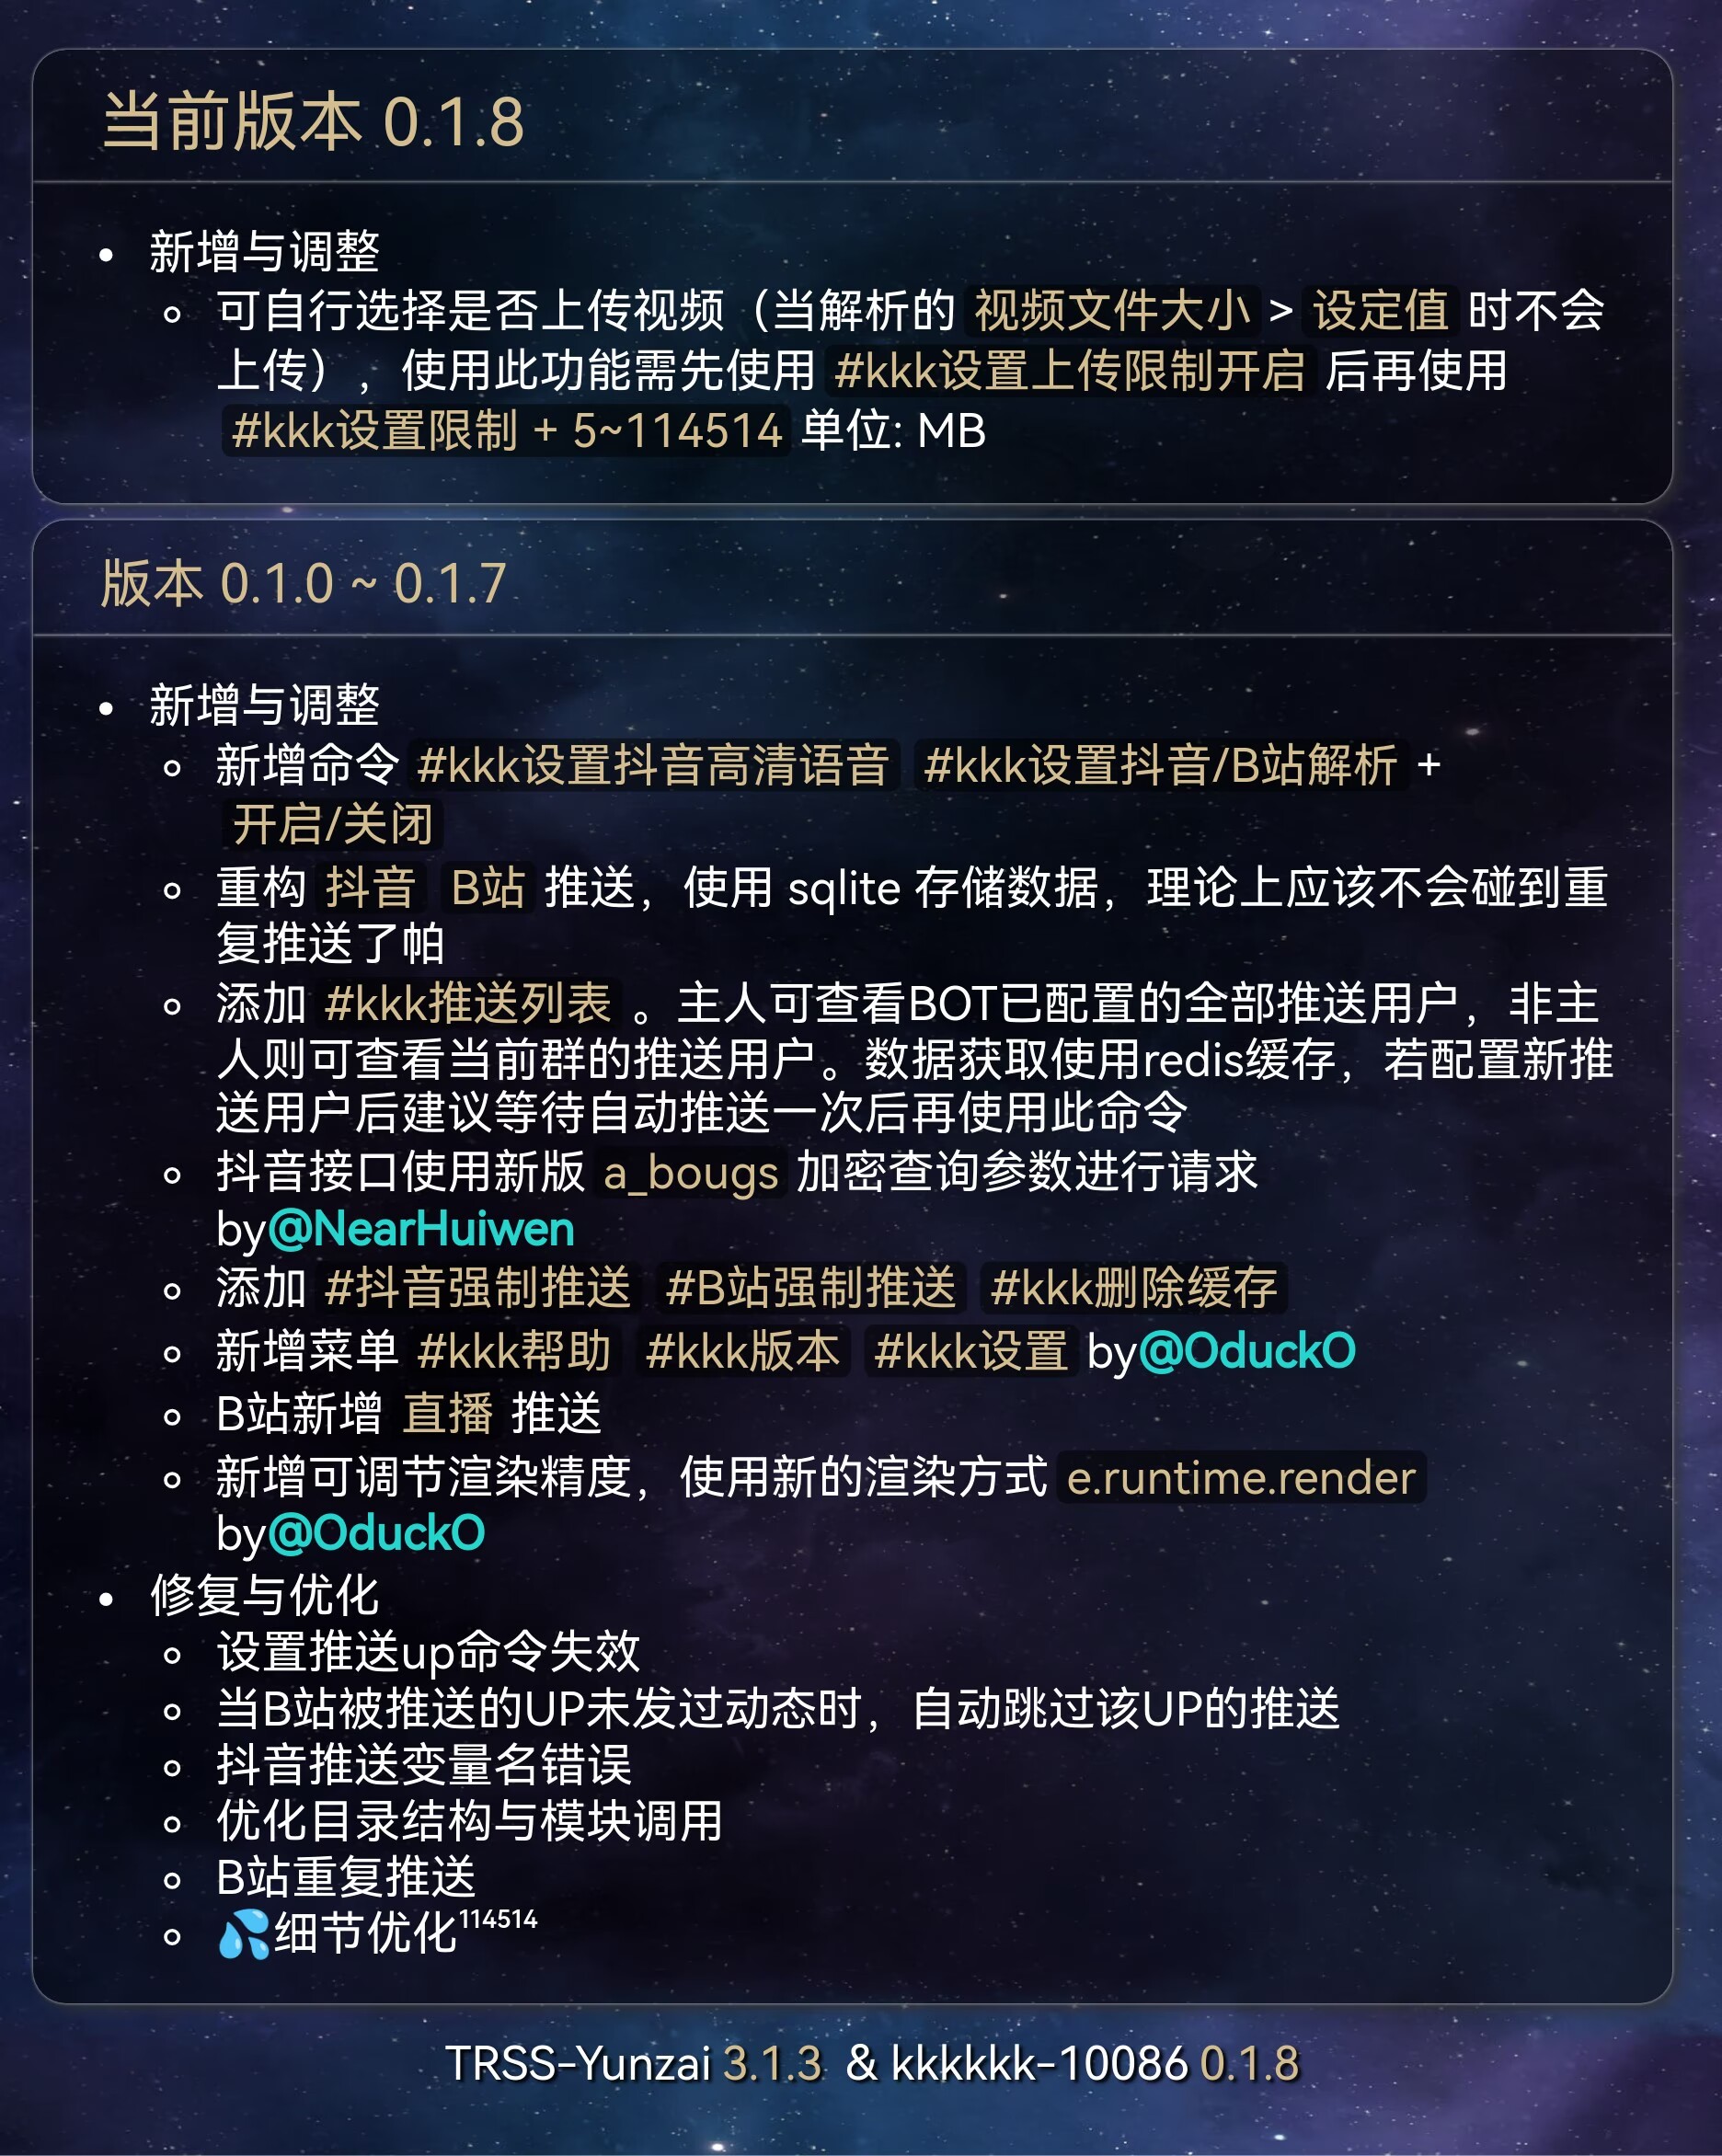 当前版本 0.1.8
新增与调整
可自行选择是否上传视频（当解析的 视频文件大小 > 设定值 时不会
上传），使用此功能需先使用 #kkk设置上传限制开启 后再使用
#kkk设置限制 + 5~114514 单位: MB
版本 0.1.0 ~ 0.1.7
新增与调整
新增命令 #kkk设置抖音高清语音 #kkk设置抖音/B站解析 +
开启/关闭
重构 抖音 B站 推送，使用 sqlite 存储数据，理论上应该不会碰到重
复推送了帕
添加 #kkk推送列表 。主人可查看BOT已配置的全部推送用户，非主
人则可查看当前群的推送用户。数据获取使用redis缓存，若配置新推
送用户后建议等待自动推送一次后再使用此命令
抖音接口使用新版 a_bougs 加密查询参数进行请求
by@NearHuiwen
添加 #抖音强制推送 #B站强制推送 #kkk删除缓存
新增菜单 #kkk帮助 #kkk版本 #kkk设置 by@OduckO
B站新增 直播 推送
新增可调节渲染精度，使用新的渲染方式 e.runtime.render
by@OduckO
修复与优化
设置推送up命令失效
当B站被推送的UP未发过动态时，自动跳过该UP的推送
抖音推送变量名错误
优化目录结构与模块调用
B站重复推送
💦细节优化114514
TRSS-Yunzai 3.1.3 & kkkkkk-10086 0.1.8